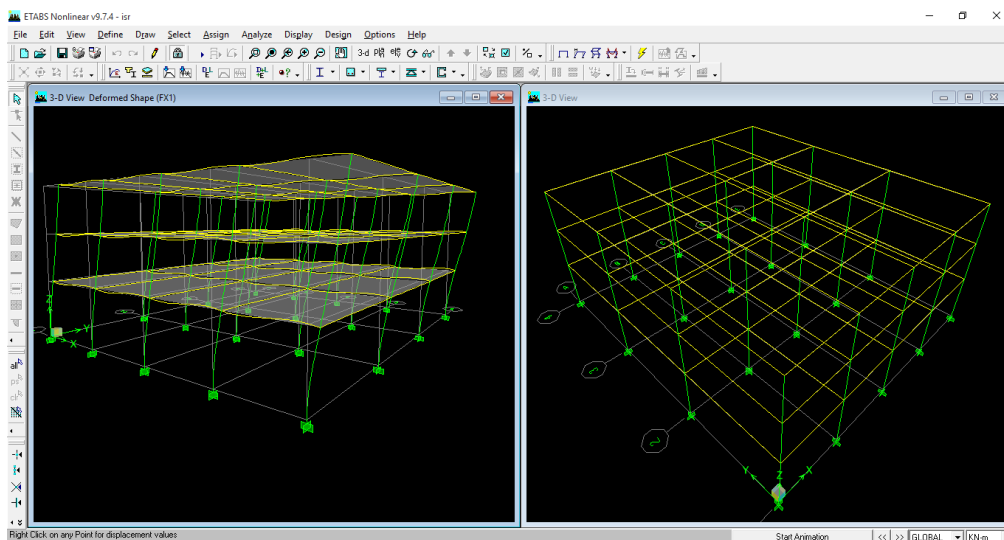 ETABS Nonlinear v9.7.4 - isr
File Edit View Define Draw Select Assign Analyze Display Design Options Help
3-d
all
3-D View Deformed Shape (FX1)
Z
Y
X
3-D View
2
Y
Z
X
Right Click on any Point for displacement values
Start Animation
<< >>
GLOBAL
KN-m